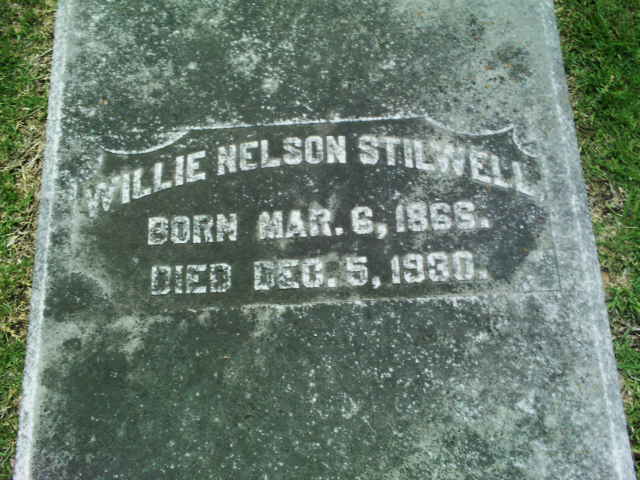 WILLIE NELSON STILWELL
BORN MAR. 6, 1866.
DIED DEC. 5, 1930.